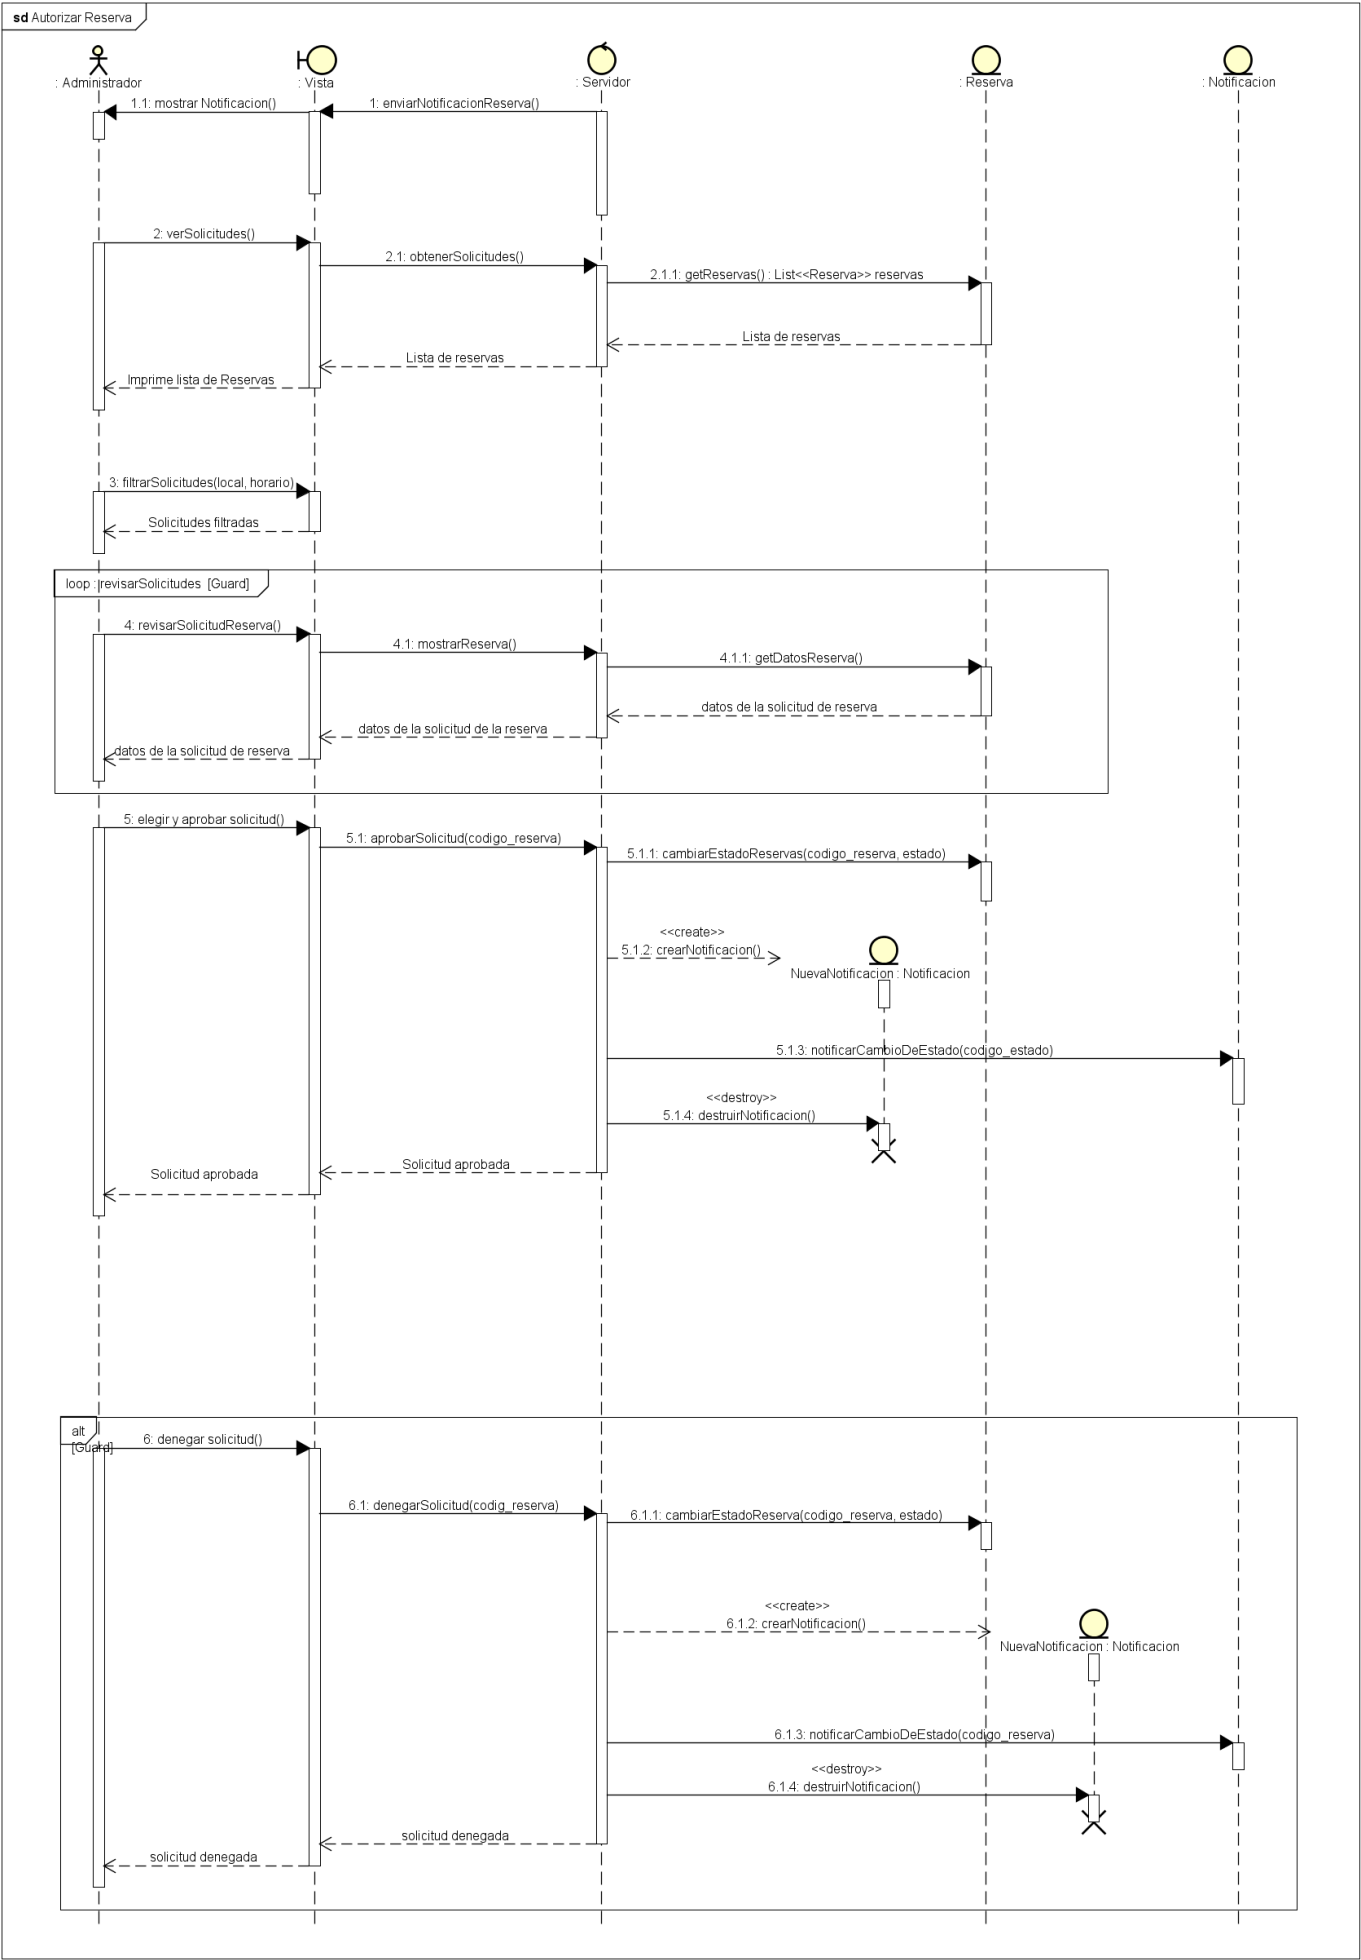 sd Autorizar Reserva
: Administrador
: Vista
: Servidor
: Reserva
: Notificacion
1.1: mostrar Notificacion()
1: enviarNotificacionReserva()
2: verSolicitudes()
2.1: obtenerSolicitudes()
2.1.1: getReservas() : List<<Reserva>> reservas
Lista de reservas
Lista de reservas
Imprime lista de Reservas
3: filtrarSolicitudes(local, horario)
Solicitudes filtradas
loop : revisarSolicitudes [Guard]
4: revisarSolicitudReserva()
4.1: mostrarReserva()
4.1.1: getDatosReserva()
datos de la solicitud de reserva
datos de la solicitud de la reserva
datos de la solicitud de reserva
5: elegir y aprobar solicitud()
5.1: aprobarSolicitud(codigo_reserva)
5.1.1: cambiarEstadoReservas(codigo_reserva, estado)
<<create>>
5.1.2: crearNotificacion()
NuevaNotificacion : Notificacion
5.1.3: notificarCambioDeEstado(codigo_estado)
<<destroy>>
5.1.4: destruirNotificacion()
Solicitud aprobada
Solicitud aprobada
alt
[Guard]
6: denegar solicitud()
6.1: denegarSolicitud(codig_reserva)
6.1.1: cambiarEstadoReserva(codigo_reserva, estado)
<<create>>
6.1.2: crearNotificacion()
NuevaNotificacion : Notificacion
6.1.3: notificarCambioDeEstado(codigo_reserva)
<<destroy>>
6.1.4: destruirNotificacion()
solicitud denegada
solicitud denegada